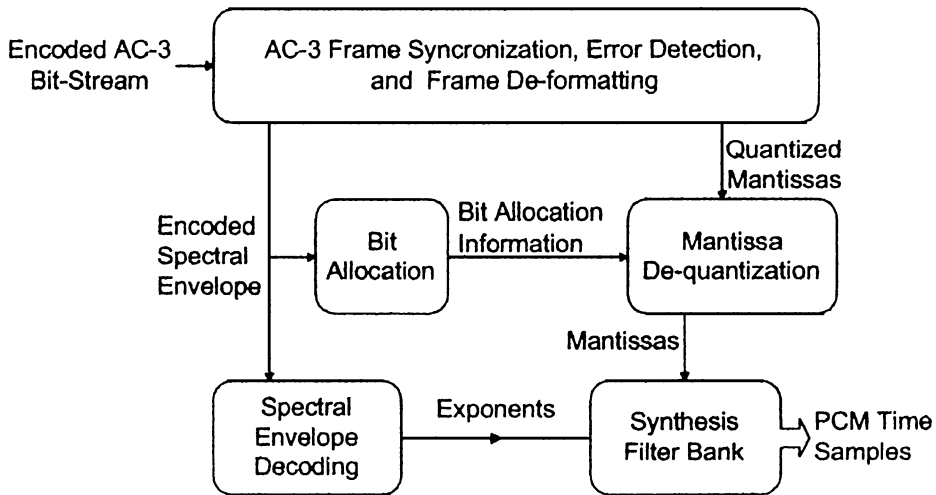 Encoded AC-3
Bit-Stream
AC-3 Frame Syncronization, Error Detection,
and Frame De-formatting
Quantized
Mantissas
Encoded
Spectral
Envelope
Bit
Allocation
Bit Allocation
Information
Mantissa
De-quantization
Mantissas
Spectral
Envelope
Decoding
Exponents
Synthesis
Filter Bank
PCM Time
Samples